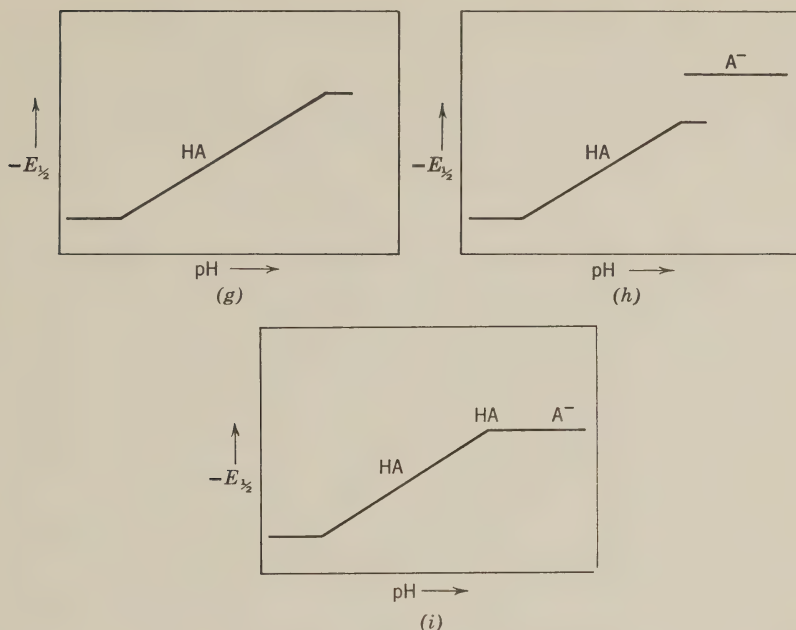 HA
−E½
pH →
(g)
A⁻
HA
−E½
pH →
(h)
HA A⁻
HA
−E½
pH →
(i)